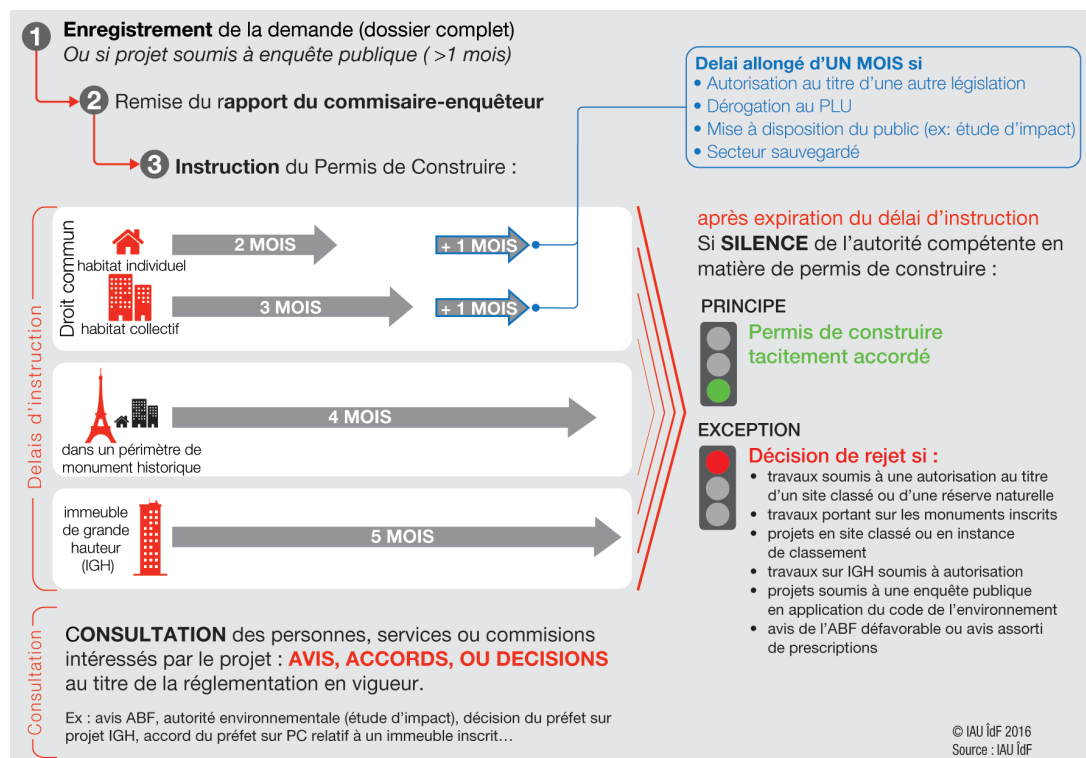 1 Enregistrement de la demande (dossier complet)
Ou si projet soumis à enquête publique ( >1 mois)
2 Remise du rapport du commisaire-enquêteur
3 Instruction du Permis de Construire :
Delai allongé d'UN MOIS si
• Autorisation au titre d'une autre législation
• Dérogation au PLU
• Mise à disposition du public (ex: étude d'impact)
• Secteur sauvegardé
Delais d'instruction
Droit commun
habitat individuel
2 MOIS
+ 1 MOIS
habitat collectif
3 MOIS
+ 1 MOIS
dans un périmètre de
monument historique
4 MOIS
immeuble
de grande
hauteur
(IGH)
5 MOIS
après expiration du délai d'instruction
Si SILENCE de l'autorité compétente en
matière de permis de construire :
PRINCIPE
Permis de construire
tacitement accordé
EXCEPTION
Décision de rejet si :
• travaux soumis à une autorisation au titre
d'un site classé ou d'une réserve naturelle
• travaux portant sur les monuments inscrits
• projets en site classé ou en instance
de classement
• travaux sur IGH soumis à autorisation
• projets soumis à une enquête publique
en application du code de l'environnement
• avis de l'ABF défavorable ou avis assorti
de prescriptions
Consultation
CONSULTATION des personnes, services ou commisions
intéressés par le projet : AVIS, ACCORDS, OU DECISIONS
au titre de la réglementation en vigueur.
Ex : avis ABF, autorité environnementale (étude d'impact), décision du préfet sur
projet IGH, accord du préfet sur PC relatif à un immeuble inscrit…
© IAU ÎdF 2016
Source : IAU ÎdF